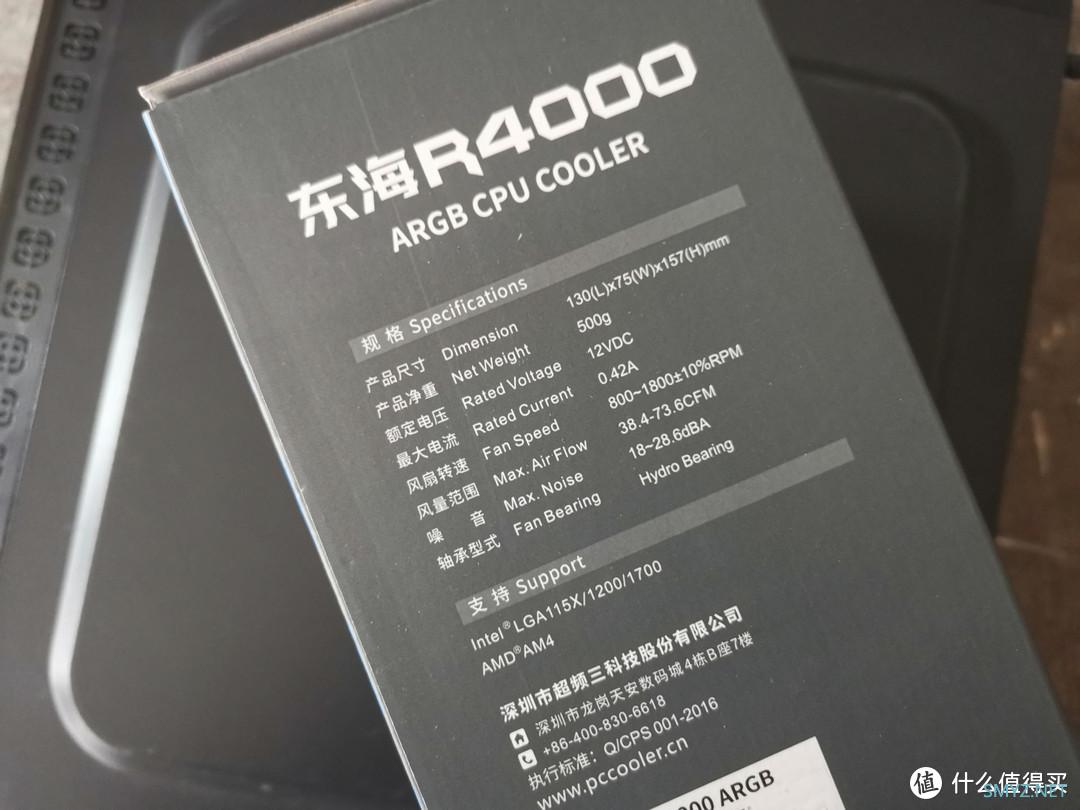 东海R4000
ARGB CPU COOLER
规 格 Specifications
产品尺寸 Dimension 130(L)x75(W)x157(H)mm
产品净重 Net Weight 500g
额定电压 Rated Voltage 12VDC
最大电流 Rated Current 0.42A
风扇转速 Fan Speed 800~1800±10%RPM
风量范围 Max. Air Flow 38.4-73.6CFM
噪 音 Max. Noise 18~28.6dBA
轴承型式 Fan Bearing Hydro Bearing
支 持 Support
Intel® LGA115X/1200/1700
AMD®AM4
深圳市超频三科技股份有限公司
深圳市龙岗天安数码城4栋B座7楼
+86-400-830-6618
执行标准：Q/CPS 001-2016
www.pccooler.cn
000 ARGB
值 什么值得买
SMYZ.NET